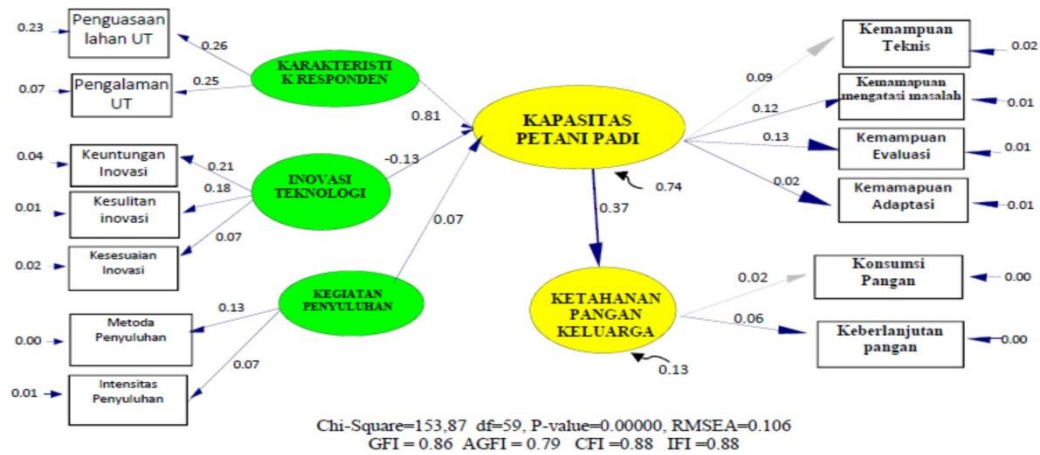 0.23
Penguasaan
lahan UT
0.26
0.07
Pengalaman
UT
0.25
KARAKTERISTI
K RESPONDEN
0.81
0.04
Keuntungan
Inovasi
0.21
0.01
Kesulitan
inovasi
0.18
0.02
Kesesuaian
Inovasi
0.07
INOVASI
TEKNOLOGI
-0.13
0.00
Metoda
Penyuluhan
0.13
0.01
Intensitas
Penyuluhan
0.07
KEGIATAN
PENYULUHAN
0.07
KAPASITAS
PETANI PADI
0.74
0.37
KETAHANAN
PANGAN
KELUARGA
0.13
0.09
Kemampuan
Teknis
0.02
0.12
Kemamapuan
mengatasi masalah
0.01
0.13
Kemampuan
Evaluasi
0.01
0.02
Kemamapuan
Adaptasi
0.01
0.02
Konsumsi
Pangan
0.00
0.06
Keberlanjutan
pangan
0.00
Chi-Square=153,87 df=59, P-value=0.00000, RMSEA=0.106
GFI = 0.86 AGFI = 0.79 CFI =0.88 IFI =0.88